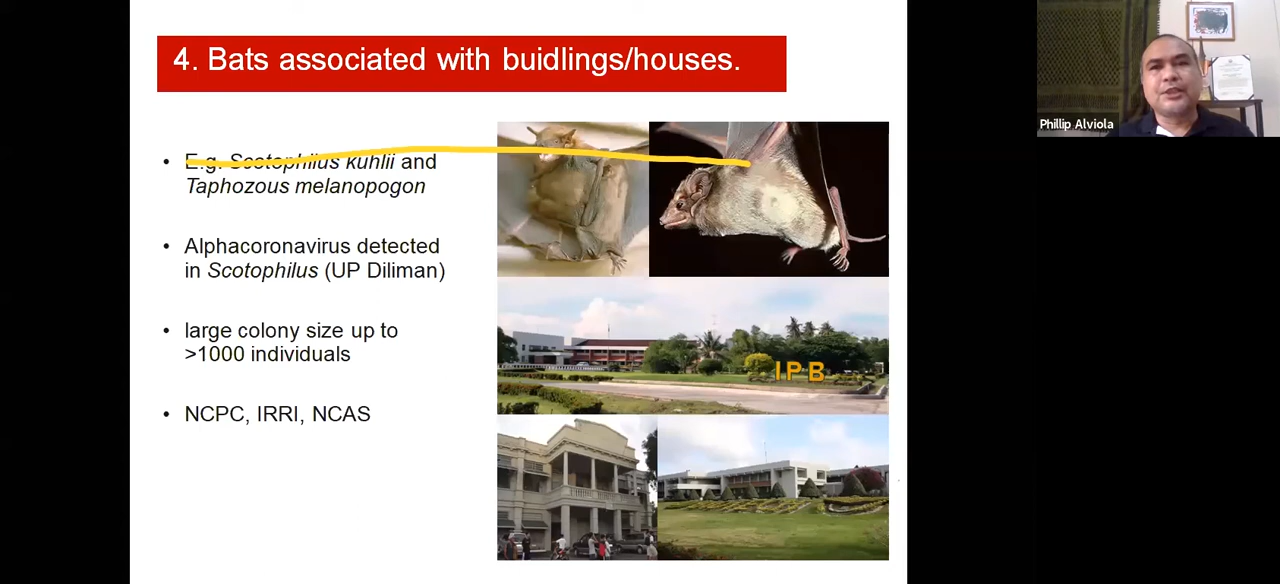 4. Bats associated with buidlings/houses.
• E.g. Scotophilus kuhlii and
Taphozous melanopogon
• Alphacoronavirus detected
in Scotophilus (UP Diliman)
• large colony size up to
>1000 individuals
• NCPC, IRRI, NCAS
IPB
Phillip Alviola